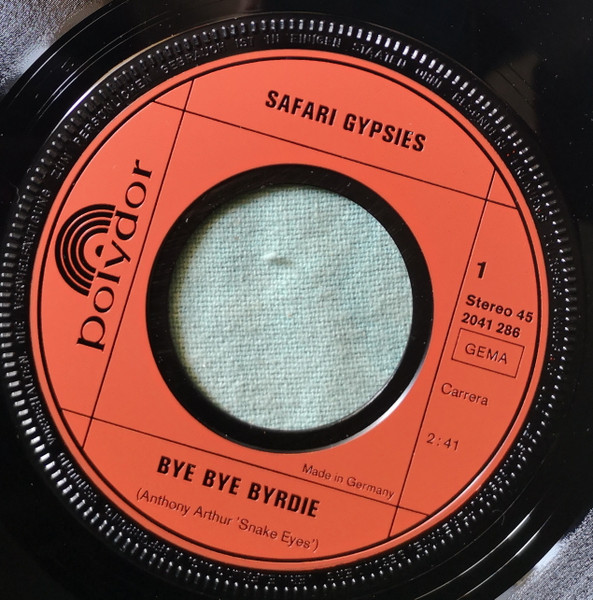 SAFARI GYPSIES
polydor
1
Stereo 45
2041 286
GEMA
Carrera
2:41
Made in Germany
BYE BYE BYRDIE
(Anthony Arthur 'Snake Eyes')